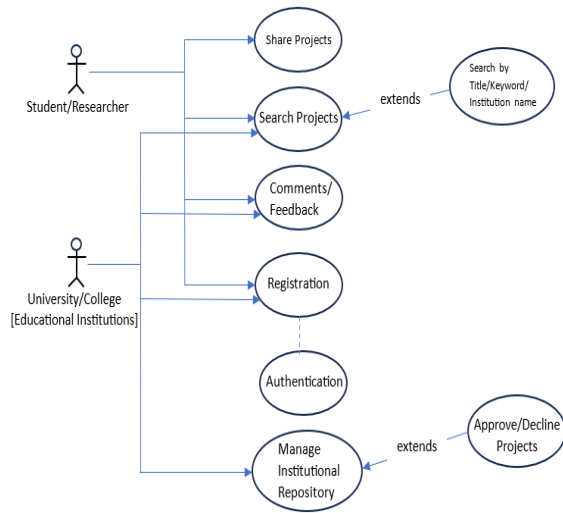 Share Projects
Student/Researcher
Search Projects
extends
Search by
Title/Keyword/
Institution name
Comments/
Feedback
University/College
[Educational Institutions]
Registration
Authentication
Manage
Institutional
Repository
extends
Approve/Decline
Projects